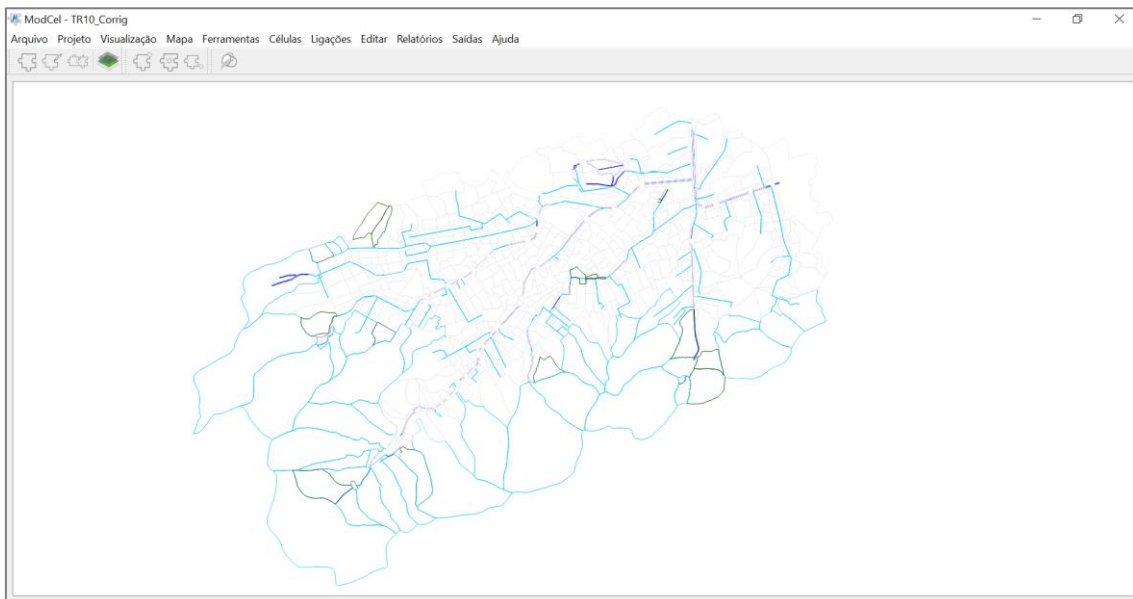 ModCel - TR10_Corrig
Arquivo Projeto Visualização Mapa Ferramentas Células Ligações Editar Relatórios Saídas Ajuda